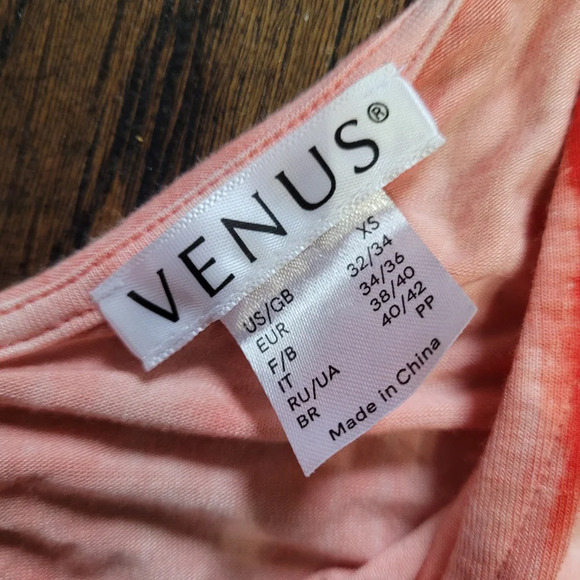 VENUS®
US/GB XS
EUR 32/34
F/B 34/36
IT 38/40
RU/UA 40/42
BR PP
Made in China